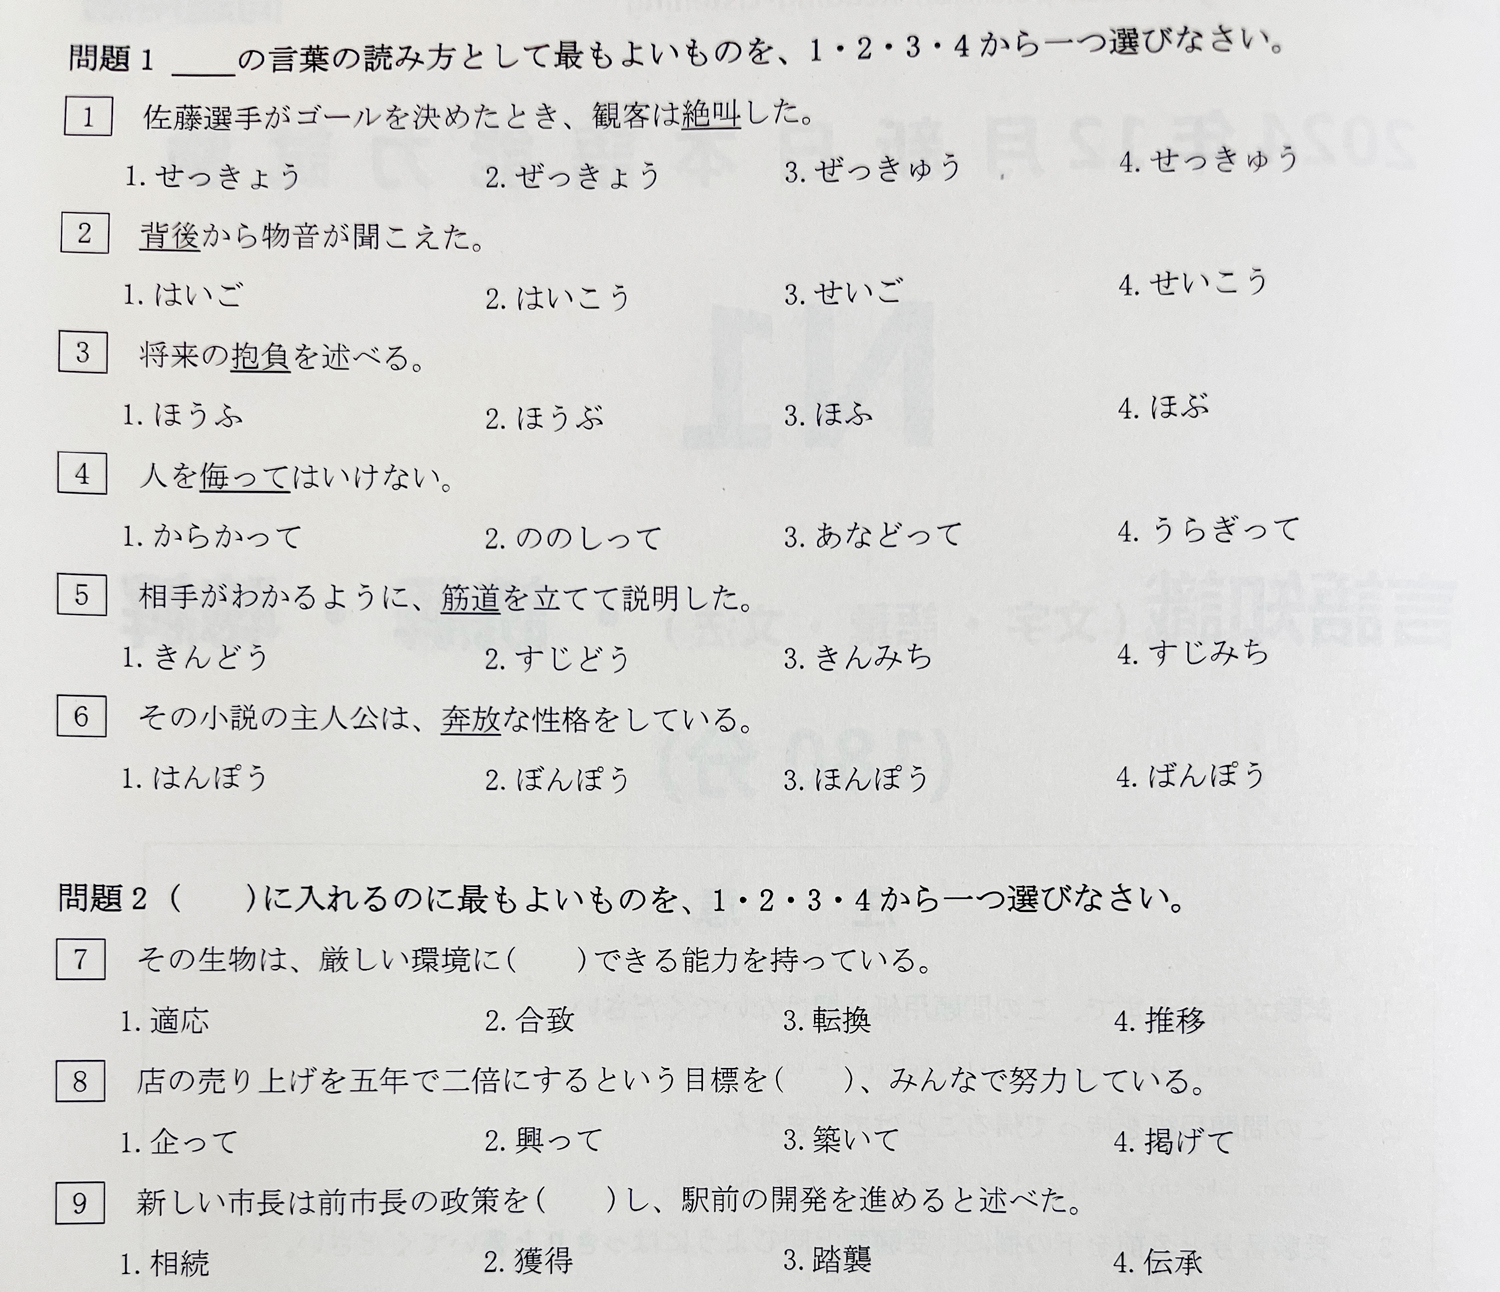 問題1 ___の言葉の読み方として最もよいものを、1・2・3・4から一つ選びなさい。
1 佐藤選手がゴールを決めたとき、観客は絶叫した。
1. せっきょう 2. ぜっきょう 3. ぜっきゅう 4. せっきゅう
2 背後から物音が聞こえた。
1. はいご 2. はいこう 3. せいご 4. せいこう
3 将来の抱負を述べる。
1. ほうふ 2. ほうぶ 3. ほふ 4. ほぶ
4 人を侮ってはいけない。
1. からかって 2. ののしって 3. あなどって 4. うらぎって
5 相手がわかるように、筋道を立てて説明した。
1. きんどう 2. すじどう 3. きんみち 4. すじみち
6 その小説の主人公は、奔放な性格をしている。
1. はんぽう 2. ぼんぽう 3. ほんぽう 4. ばんぽう
問題2 (　　)に入れるのに最もよいものを、1・2・3・4から一つ選びなさい。
7 その生物は、厳しい環境に(　　)できる能力を持っている。
1. 適応 2. 合致 3. 転換 4. 推移
8 店の売り上げを五年で二倍にするという目標を(　　)、みんなで努力している。
1. 企って 2. 興って 3. 築いて 4. 掲げて
9 新しい市長は前市長の政策を(　　)し、駅前の開発を進めると述べた。
1. 相続 2. 獲得 3. 踏襲 4. 伝承